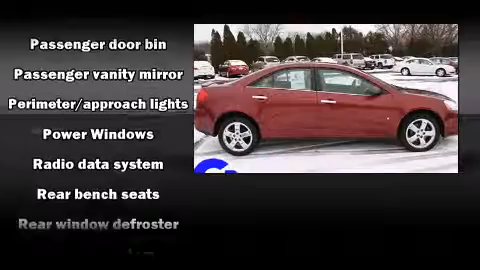 Passenger door bin
Passenger vanity mirror
Perimeter/approach lights
Power Windows
Radio data system
Rear bench seats
Rear window defroster